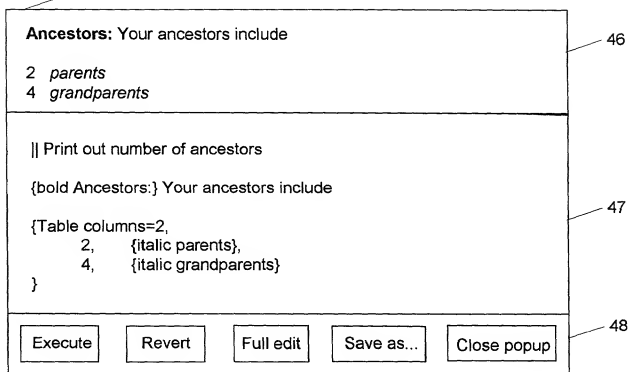 Ancestors: Your ancestors include
46
2 parents
4 grandparents
|| Print out number of ancestors
{bold Ancestors:} Your ancestors include
47
{Table columns=2,
2, {italic parents},
4, {italic grandparents}
}
48
Execute Revert Full edit Save as... Close popup